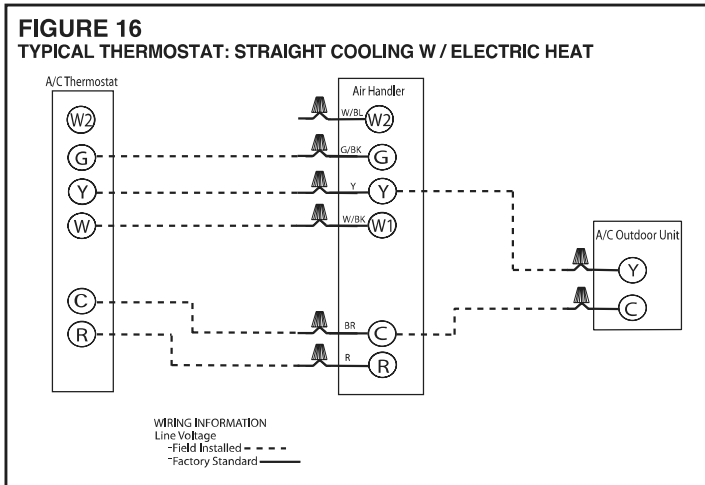 FIGURE 16
TYPICAL THERMOSTAT: STRAIGHT COOLING W / ELECTRIC HEAT
A/C Thermostat
W2
G
Y
W
C
R
Air Handler
W/BL W2
G/BK G
Y Y
W/BK W1
BR C
R R
A/C Outdoor Unit
Y
C
WIRING INFORMATION
Line Voltage
-Field Installed
-Factory Standard